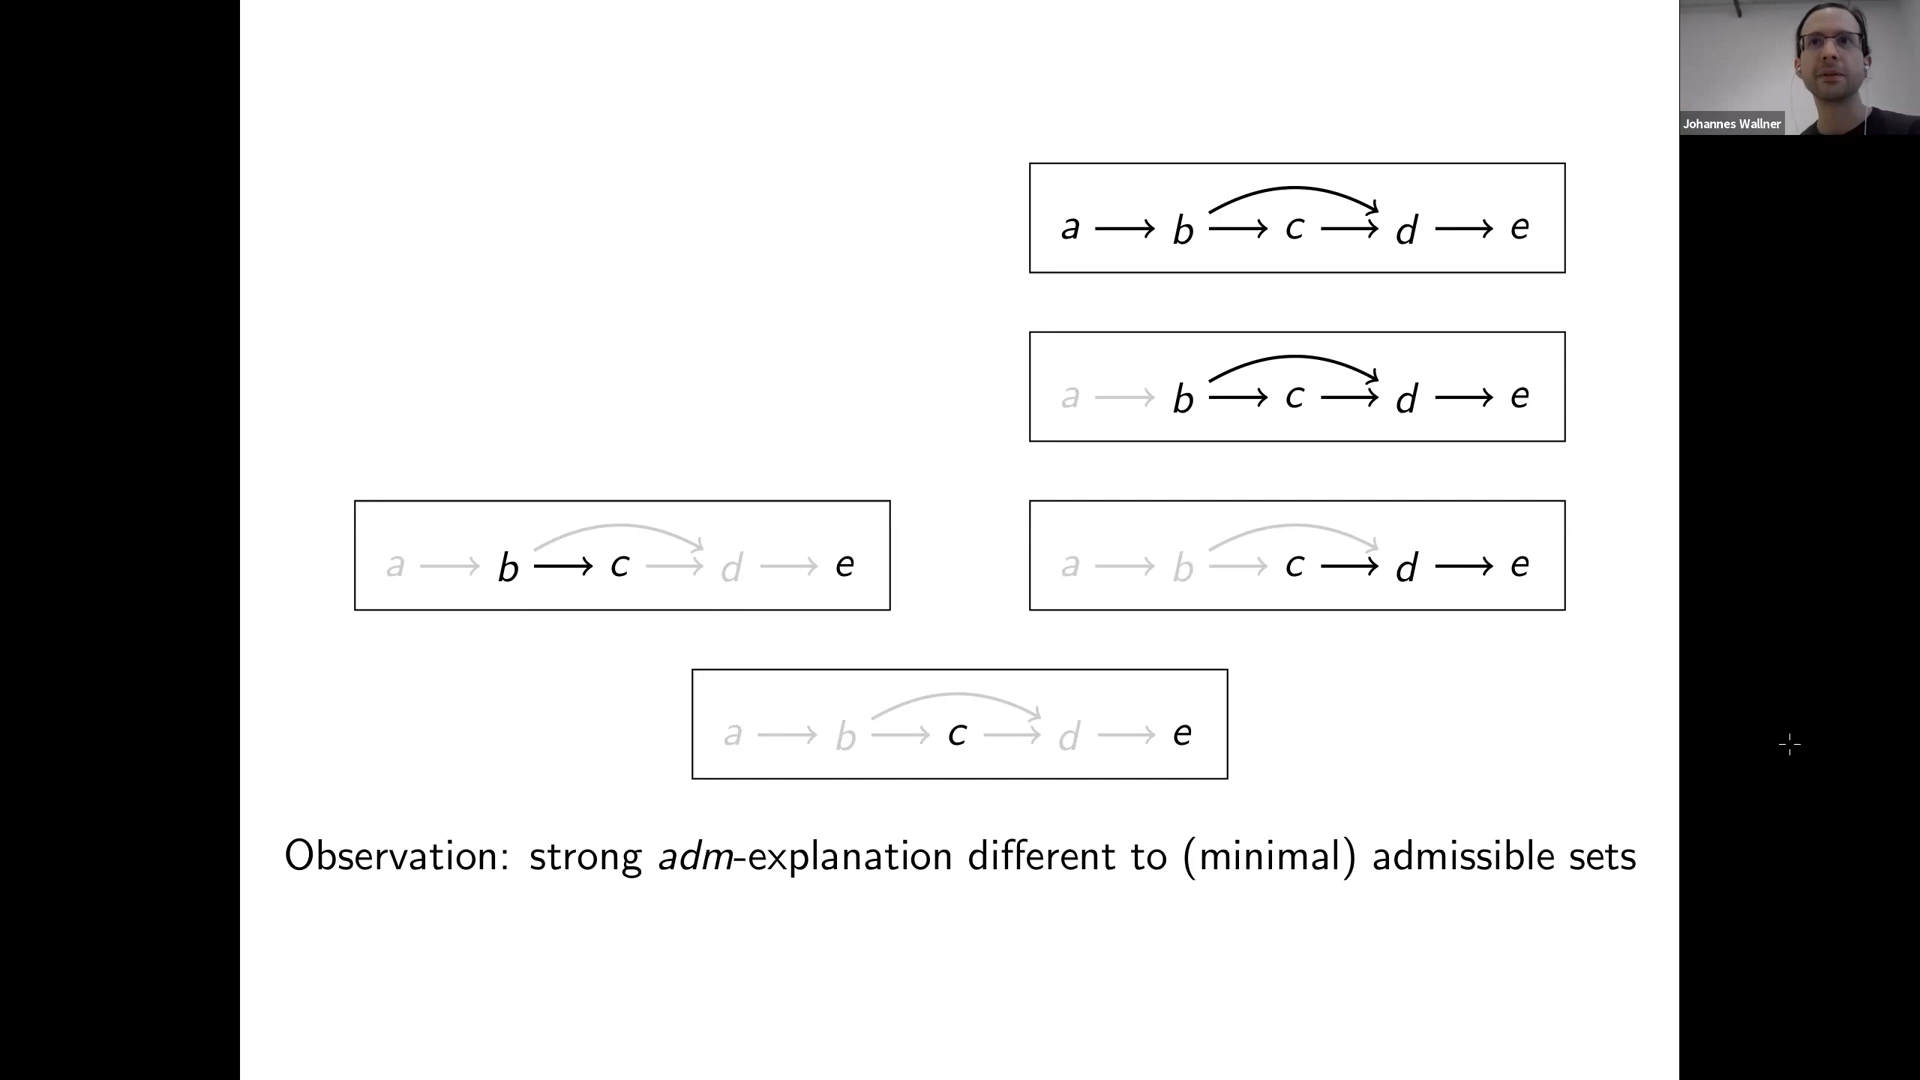 Johannes Wallner
a b c d e
a b c d e
a b c d e
a b c d e
a b c d e
Observation: strong adm-explanation different to (minimal) admissible sets